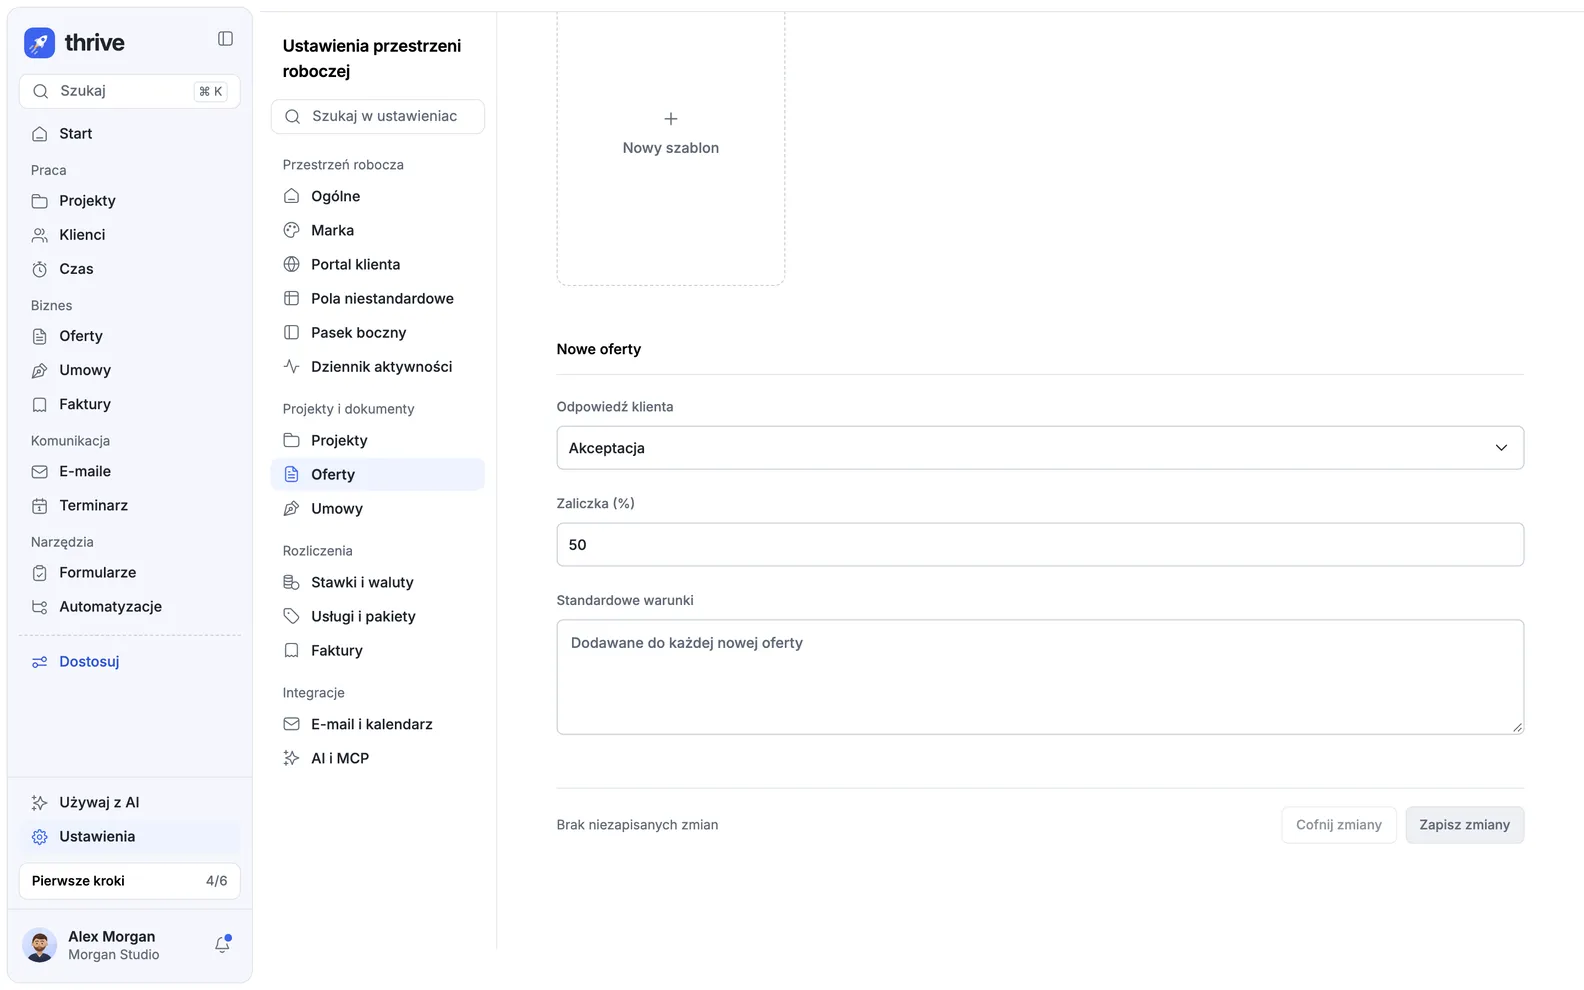 thrive
Szukaj
⌘ K
Start
Praca
Projekty
Klienci
Czas
Biznes
Oferty
Umowy
Faktury
Komunikacja
E-maile
Terminarz
Narzędzia
Formularze
Automatyzacje
Dostosuj
Używaj z AI
Ustawienia
Pierwsze kroki 4/6
Alex Morgan
Morgan Studio
Ustawienia przestrzeni
roboczej
Szukaj w ustawieniac
Przestrzeń robocza
Ogólne
Marka
Portal klienta
Pola niestandardowe
Pasek boczny
Dziennik aktywności
Projekty i dokumenty
Projekty
Oferty
Umowy
Rozliczenia
Stawki i waluty
Usługi i pakiety
Faktury
Integracje
E-mail i kalendarz
AI i MCP
Nowy szablon
Nowe oferty
Odpowiedź klienta
Akceptacja
Zaliczka (%)
50
Standardowe warunki
Dodawane do każdej nowej oferty
Brak niezapisanych zmian
Cofnij zmiany
Zapisz zmiany